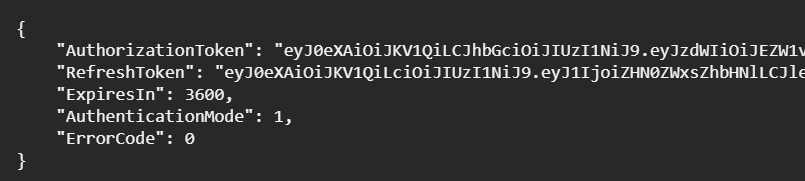 {
    "AuthorizationToken": "eyJ0eXAiOiJKV1QiLCJhbGciOiJIUzI1NiJ9.eyJzdWIiOiJEZW1v
    "RefreshToken": "eyJ0eXAiOiJKV1QiLciOiJIUzI1NiJ9.eyJ1IjoiZHN0ZWxsZhbHNlLCJle
    "ExpiresIn": 3600,
    "AuthenticationMode": 1,
    "ErrorCode": 0
}